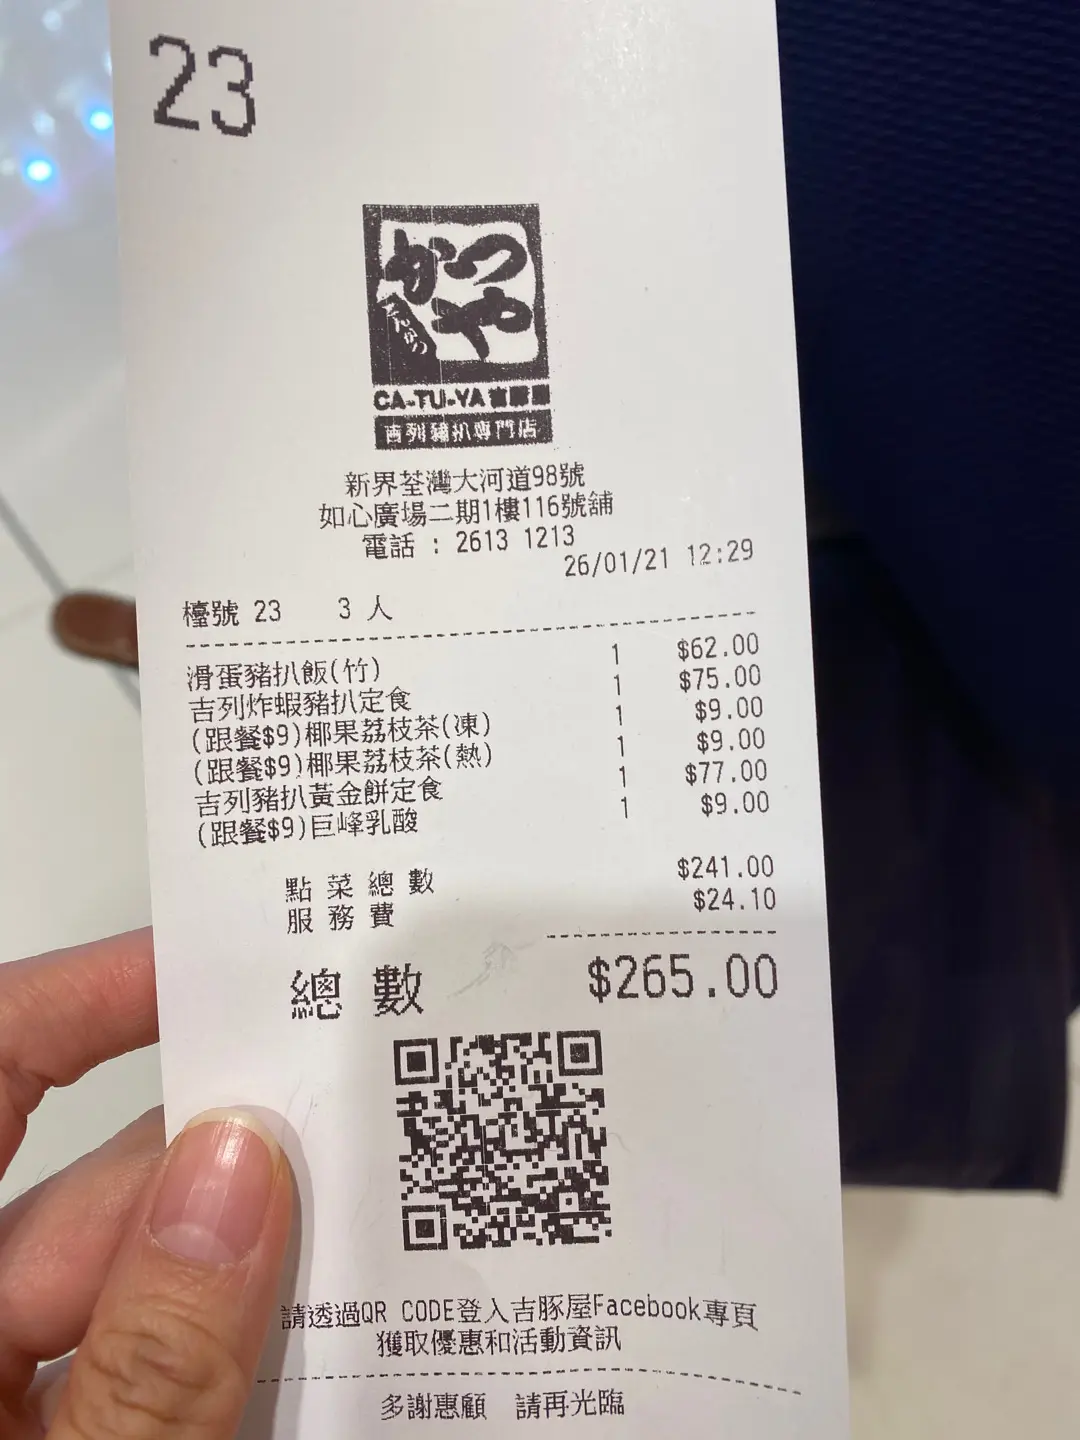 23
かつや
とんかつ
CA-TU-YA 吉豚屋
吉列豬扒專門店
新界荃灣大河道98號
如心廣場二期1樓116號舖
電話 : 2613 1213
26/01/21 12:29
檯號 23 3 人
滑蛋豬扒飯(竹) 1 $62.00
吉列炸蝦豬扒定食 1 $75.00
(跟餐$9)椰果荔枝茶(凍) 1 $9.00
(跟餐$9)椰果荔枝茶(熱) 1 $9.00
吉列豬扒黃金餅定食 1 $77.00
(跟餐$9)巨峰乳酸 1 $9.00
點菜總數 $241.00
服務費 $24.10
總數 $265.00
請透過QR CODE登入吉豚屋Facebook專頁
獲取優惠和活動資訊
多謝惠顧 請再光臨